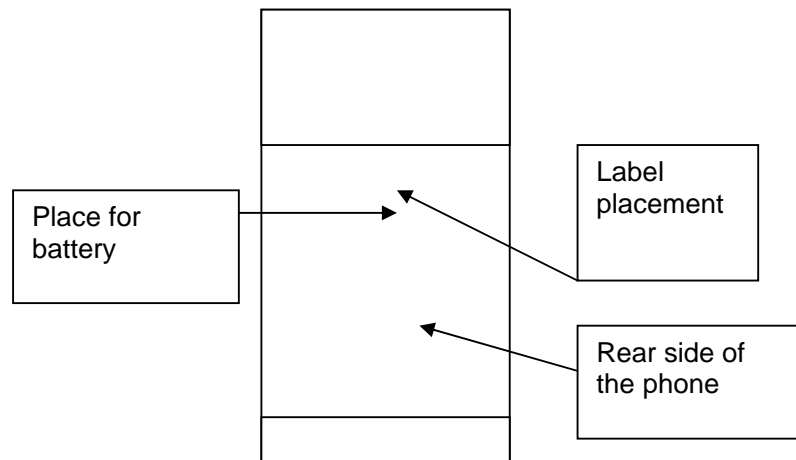 Place for
battery
Label
placement
Rear side of
the phone